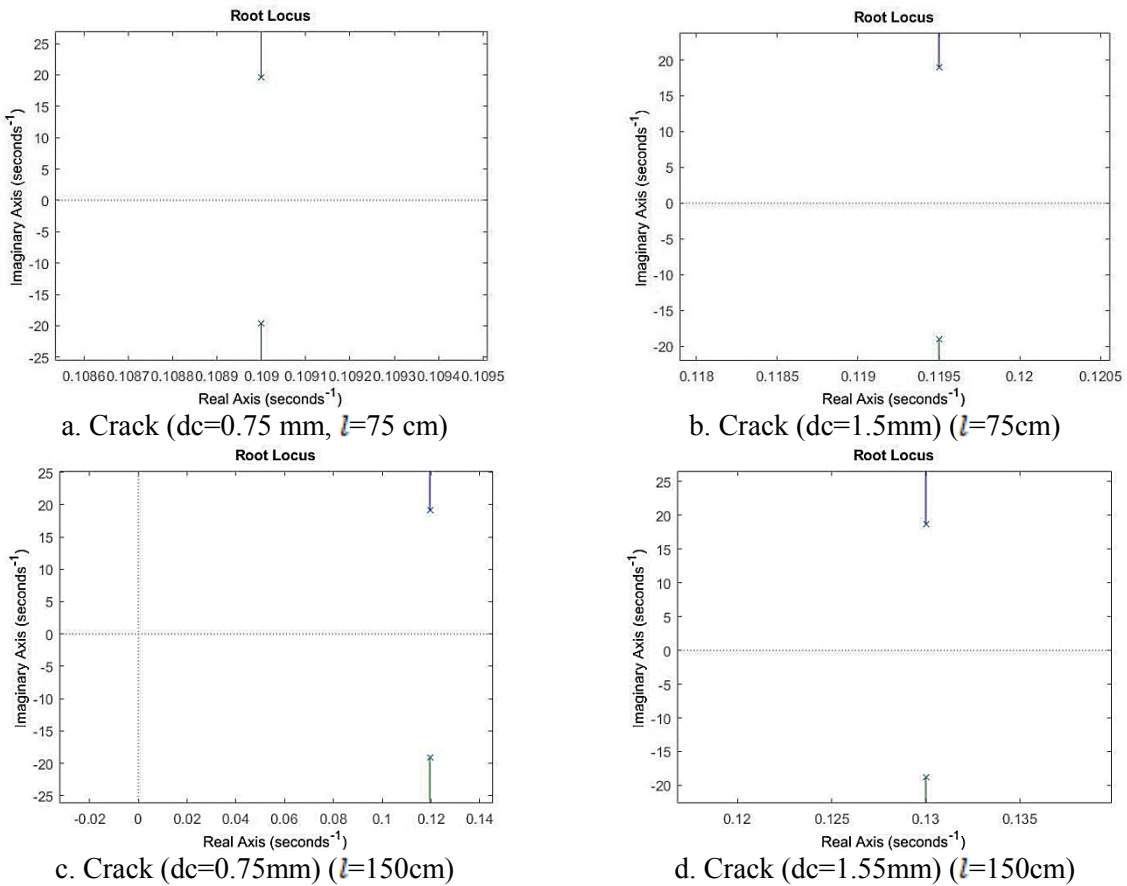 Root Locus
Imaginary Axis (seconds⁻¹)
25
20
15
10
5
0
-5
-10
-15
-20
-25
0.1086 0.1087 0.1088 0.1089 0.109 0.1091 0.1092 0.1093 0.1094 0.1095
Real Axis (seconds⁻¹)
a. Crack (dc=0.75 mm, l=75 cm)
Root Locus
Imaginary Axis (seconds⁻¹)
20
15
10
5
0
-5
-10
-15
-20
0.118 0.1185 0.119 0.1195 0.12 0.1205
Real Axis (seconds⁻¹)
b. Crack (dc=1.5mm) (l=75cm)
Root Locus
Imaginary Axis (seconds⁻¹)
25
20
15
10
5
0
-5
-10
-15
-20
-25
-0.02 0 0.02 0.04 0.06 0.08 0.10 0.12 0.14
Real Axis (seconds⁻¹)
c. Crack (dc=0.75mm) (l=150cm)
Root Locus
Imaginary Axis (seconds⁻¹)
25
20
15
10
5
0
-5
-10
-15
-20
0.12 0.125 0.13 0.135
Real Axis (seconds⁻¹)
d. Crack (dc=1.55mm) (l=150cm)